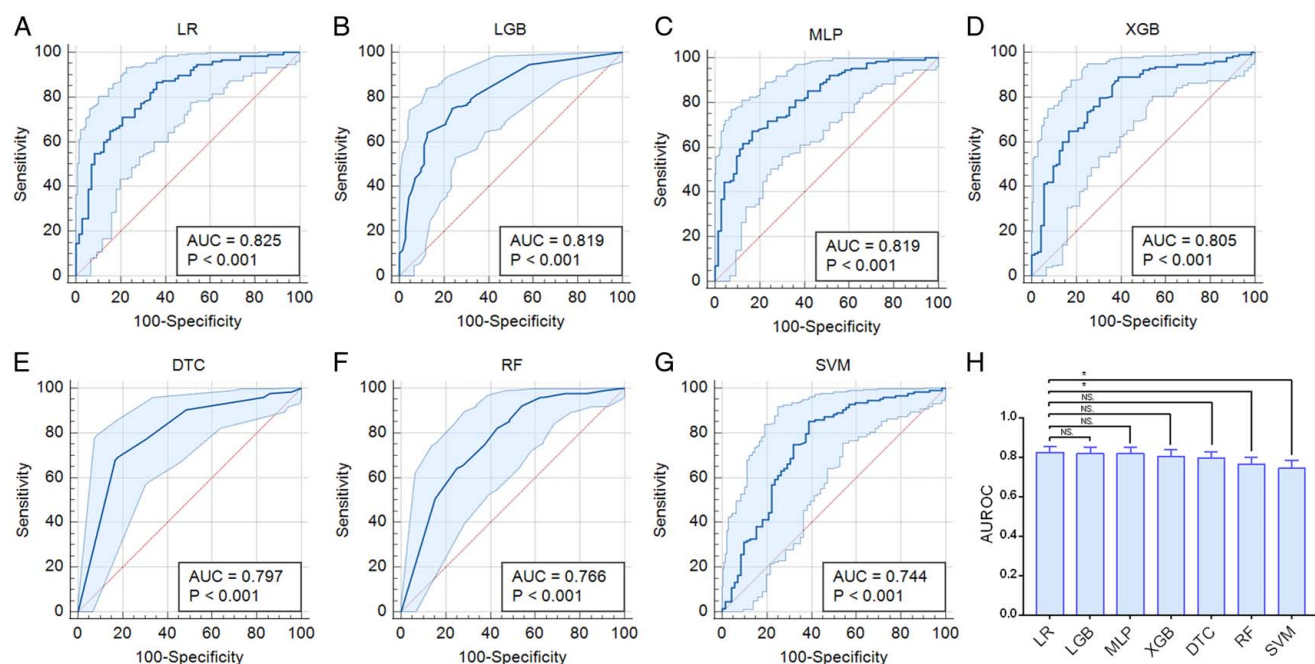 A
LR
100
80
60
40
20
0
Sensitivity
AUC = 0.825
P < 0.001
0 20 40 60 80 100
100-Specificity
B
LGB
100
80
60
40
20
0
Sensitivity
AUC = 0.819
P < 0.001
0 20 40 60 80 100
100-Specificity
C
MLP
100
80
60
40
20
0
Sensitivity
AUC = 0.819
P < 0.001
0 20 40 60 80 100
100-Specificity
D
XGB
100
80
60
40
20
0
Sensitivity
AUC = 0.805
P < 0.001
0 20 40 60 80 100
100-Specificity
E
DTC
100
80
60
40
20
0
Sensitivity
AUC = 0.797
P < 0.001
0 20 40 60 80 100
100-Specificity
F
RF
100
80
60
40
20
0
Sensitivity
AUC = 0.766
P < 0.001
0 20 40 60 80 100
100-Specificity
G
SVM
100
80
60
40
20
0
Sensitivity
AUC = 0.744
P < 0.001
0 20 40 60 80 100
100-Specificity
H
*
*
NS.
NS.
NS.
NS.
1.0
0.8
0.6
0.4
0.2
0.0
AUROC
LR LGB MLP XGB DTC RF SVM